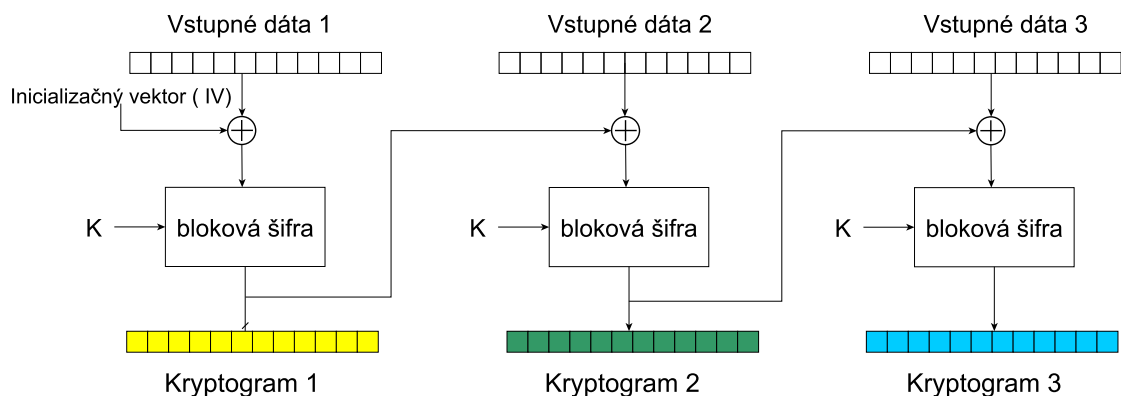 Vstupné dáta 1
Vstupné dáta 2
Vstupné dáta 3
Inicializačný vektor ( IV)
K
bloková šifra
K
bloková šifra
K
bloková šifra
Kryptogram 1
Kryptogram 2
Kryptogram 3